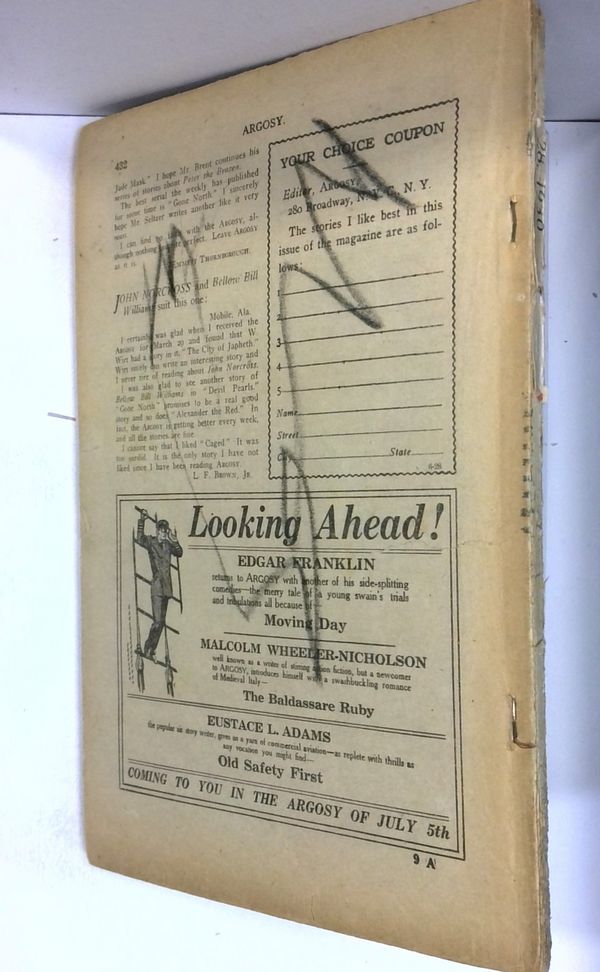 432
ARGOSY.
Jade Mask." I hope Mr. Brent continues his
series of stories about Peter the Brazen.
The best serial the weekly has published
for some time is "Gone North." I sincerely
hope Mr. Seltzer writes another like it very
soon.
I can find no with the ARGOSY, al-
though nothing is perfect. Leave ARGOSY
as it is.
THORNBOROUGH.
JOHN NORCROSS and Bellow Bill
Williams suit this one:
Mobile, Ala.
I certainly was glad when I received the
ARGOSY for March 29 and found that W.
Wirt had a story in it, "The City of Japheth."
Wirt surely can write an interesting story and
I never tire of reading about John Norcross.
I was also glad to see another story of
Bellow Bill Williams in "Devil Pearls."
"Gone North" promises to be a real good
story and so does "Alexander the Red." In
fact, the ARGOSY is getting better every week,
and all the stories are fine.
I cannot say that I liked "Caged." It was
too sordid. It is the only story I have not
liked since I have been reading ARGOSY.
L. F. BROWN, JR.
YOUR CHOICE COUPON
Editor, ARGOSY,
280 Broadway, N. Y. C., N. Y.
The stories I like best in this
issue of the magazine are as fol-
lows:
1
2
3
4
5
Name
Street
City State
6-28
Looking Ahead!
EDGAR FRANKLIN
returns to ARGOSY with another of his side-splitting
comedies—the merry tale of a young swain's trials
and tribulations all because of—
Moving Day
MALCOLM WHEELER-NICHOLSON
well known as a writer of stirring action fiction, but a newcomer
to ARGOSY, introduces himself with a swashbuckling romance
of Medieval Italy—
The Baldassare Ruby
EUSTACE L. ADAMS
the popular air story writer, gives us a yarn of commercial aviation—as replete with thrills as
any vocation you might find—
Old Safety First
COMING TO YOU IN THE ARGOSY OF JULY 5th
9 A